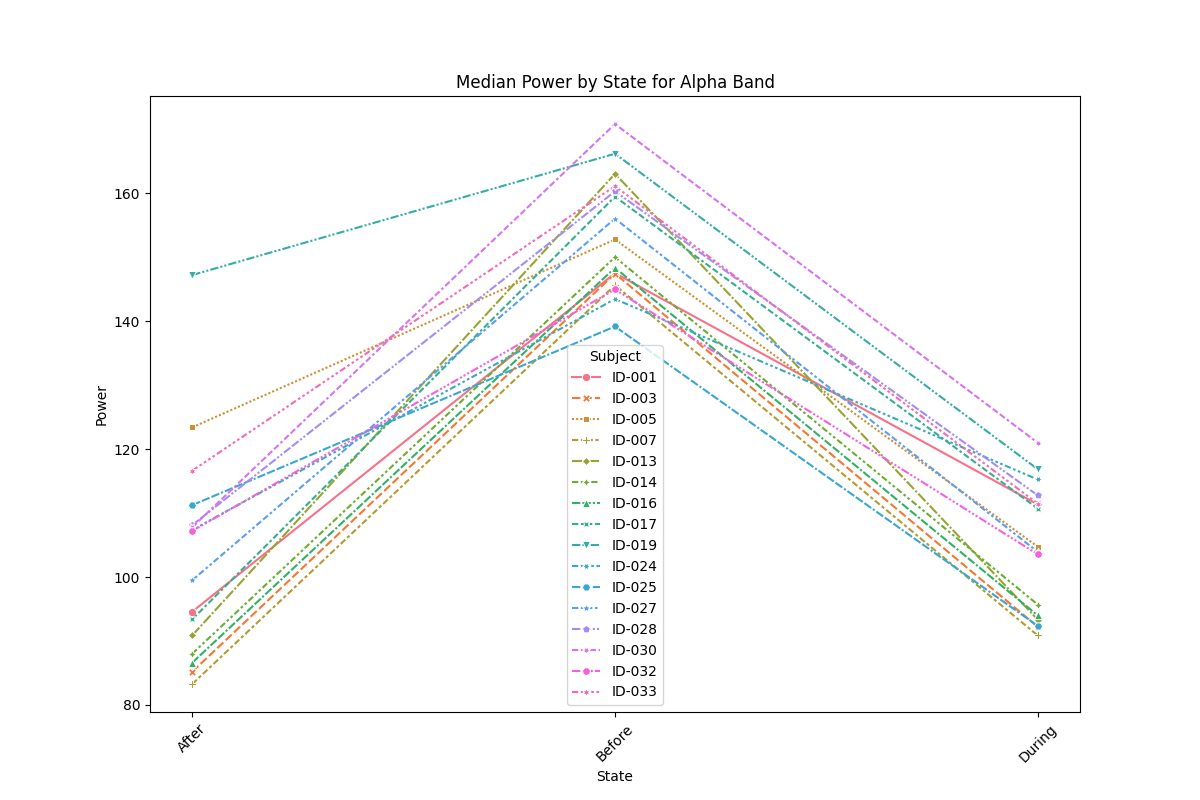 Median Power by State for Alpha Band
Power
160
140
120
100
80
Subject
ID-001
ID-003
ID-005
ID-007
ID-013
ID-014
ID-016
ID-017
ID-019
ID-024
ID-025
ID-027
ID-028
ID-030
ID-032
ID-033
After
Before
During
State